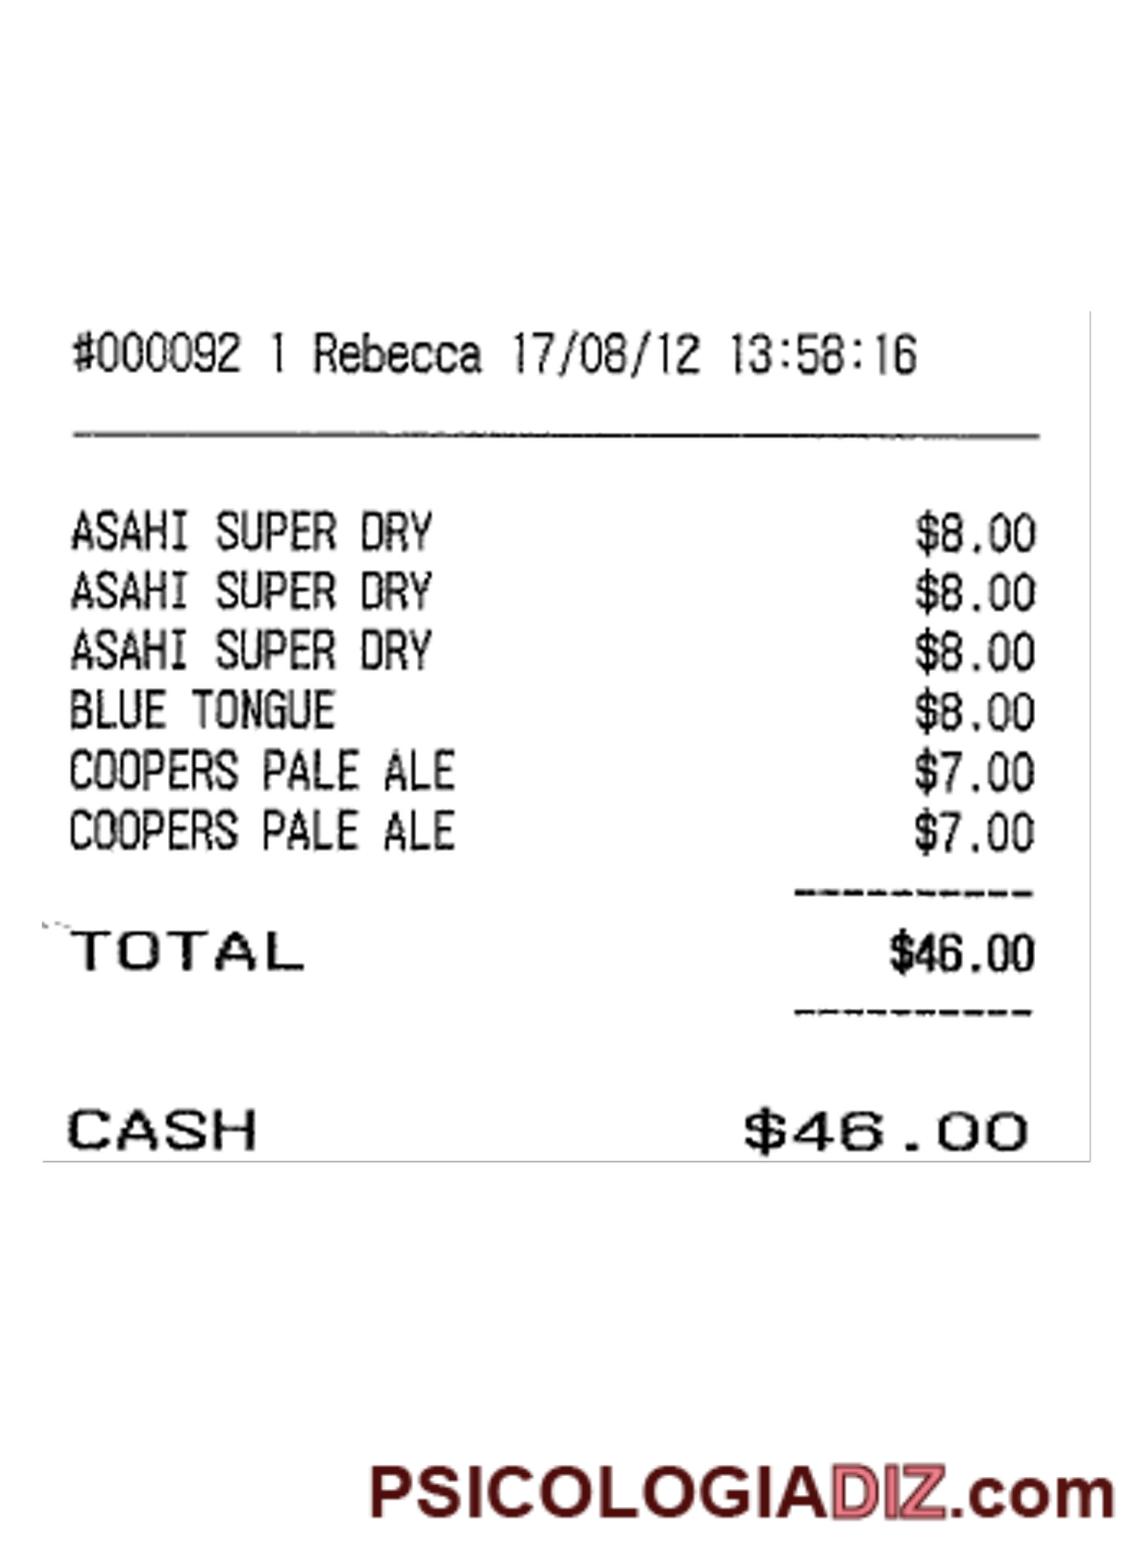 #000092 1 Rebecca 17/08/12 13:58:16
ASAHI SUPER DRY $8.00
ASAHI SUPER DRY $8.00
ASAHI SUPER DRY $8.00
BLUE TONGUE $8.00
COOPERS PALE ALE $7.00
COOPERS PALE ALE $7.00
TOTAL $46.00
CASH $46.00
PSICOLOGIADIZ.com